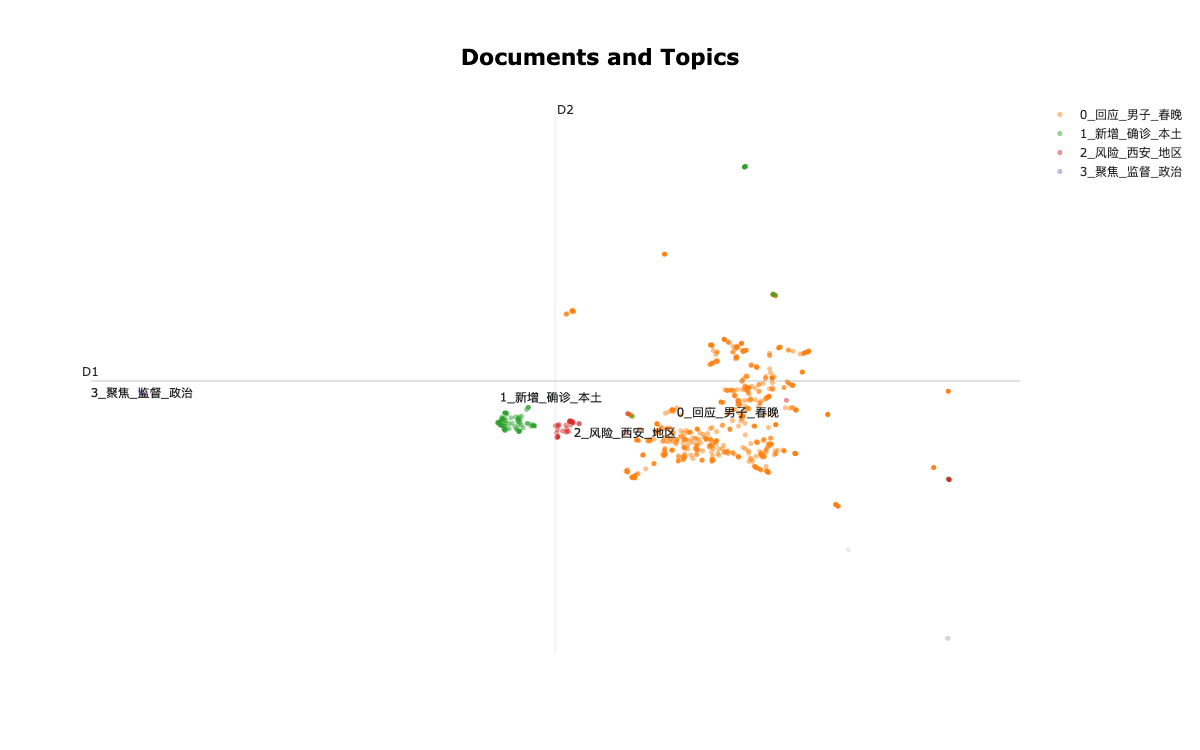 Documents and Topics
D2
0_回应_男子_春晚
1_新增_确诊_本土
2_风险_西安_地区
3_聚焦_监督_政治
D1
3_聚焦_监督_政治
1_新增_确诊_本土
0_回应_男子_春晚
2_风险_西安_地区